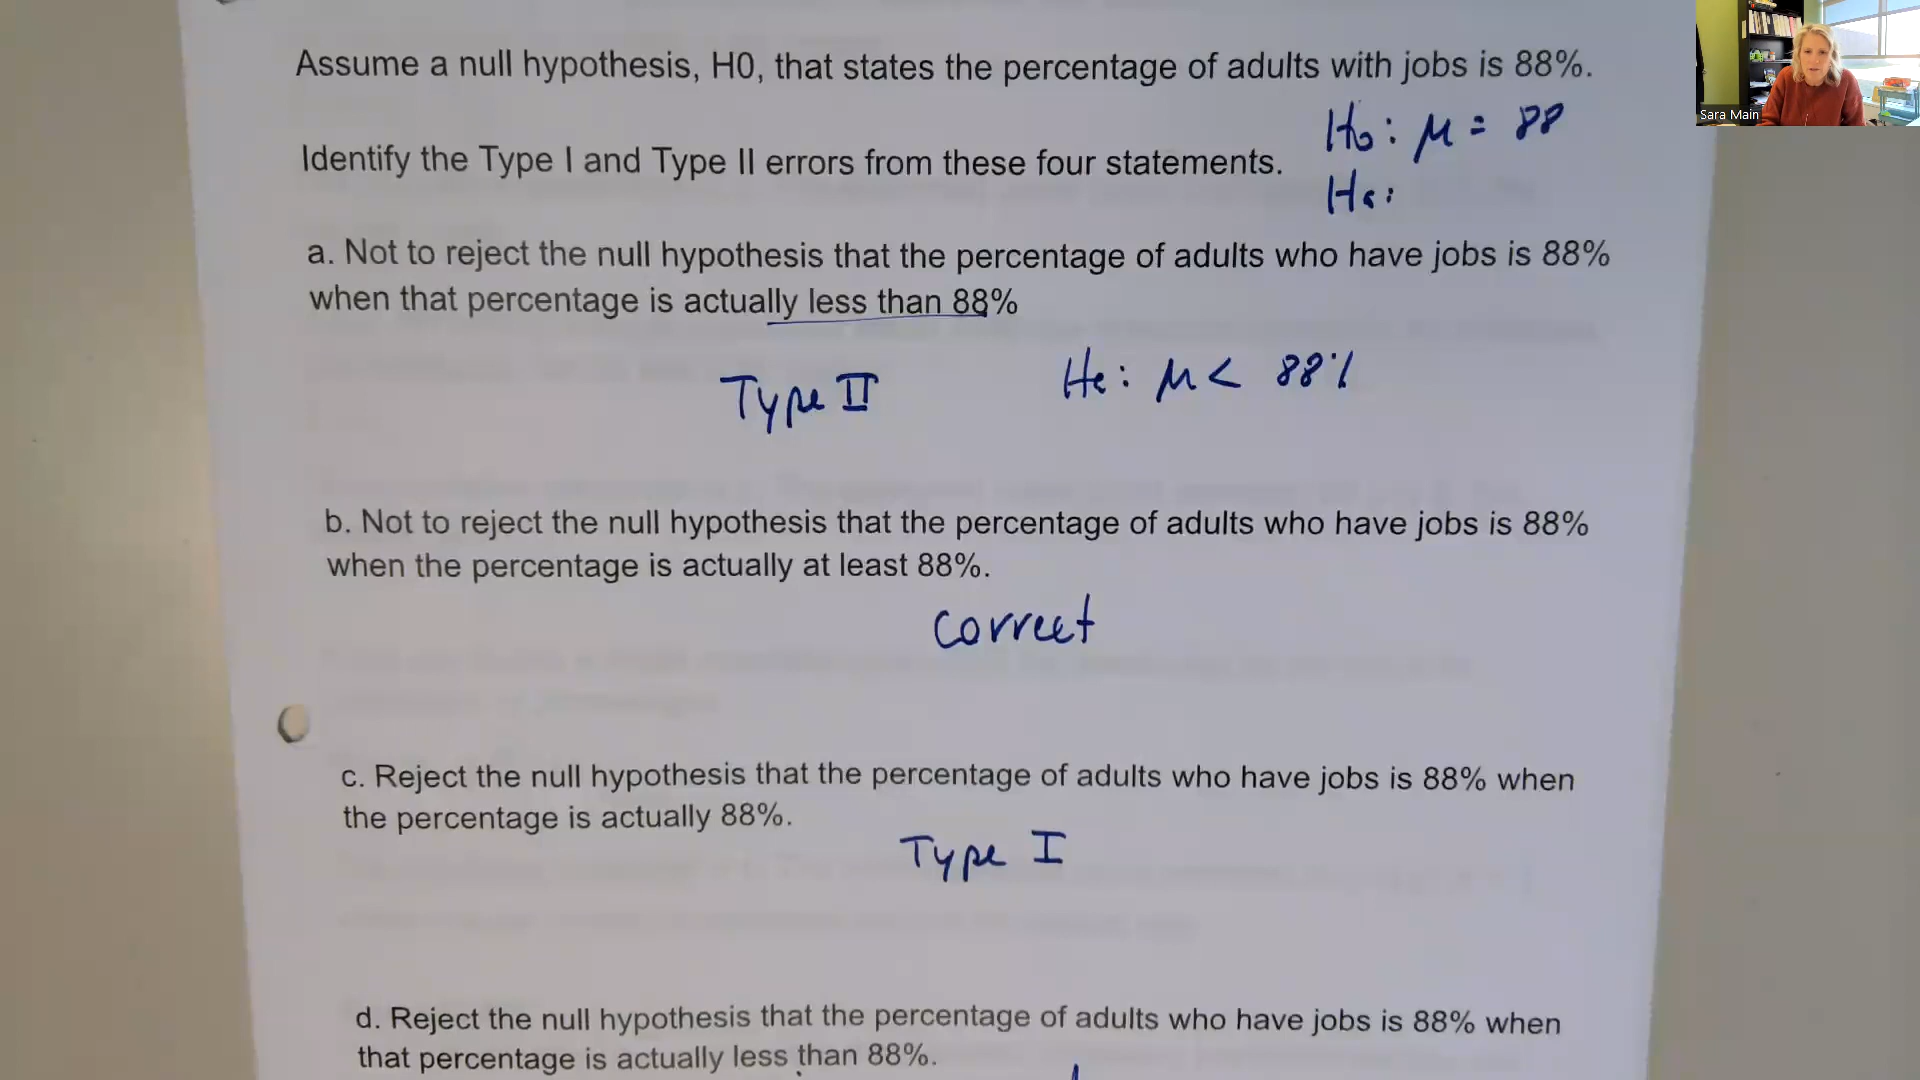 Assume a null hypothesis, H0, that states the percentage of adults with jobs is 88%.
H0: μ = 88
Identify the Type I and Type II errors from these four statements.
Ha:
a. Not to reject the null hypothesis that the percentage of adults who have jobs is 88%
when that percentage is actually less than 88%
Type II
Ha: μ < 88%
b. Not to reject the null hypothesis that the percentage of adults who have jobs is 88%
when the percentage is actually at least 88%.
correct
c. Reject the null hypothesis that the percentage of adults who have jobs is 88% when
the percentage is actually 88%.
Type I
d. Reject the null hypothesis that the percentage of adults who have jobs is 88% when
that percentage is actually less than 88%.
Sara Main